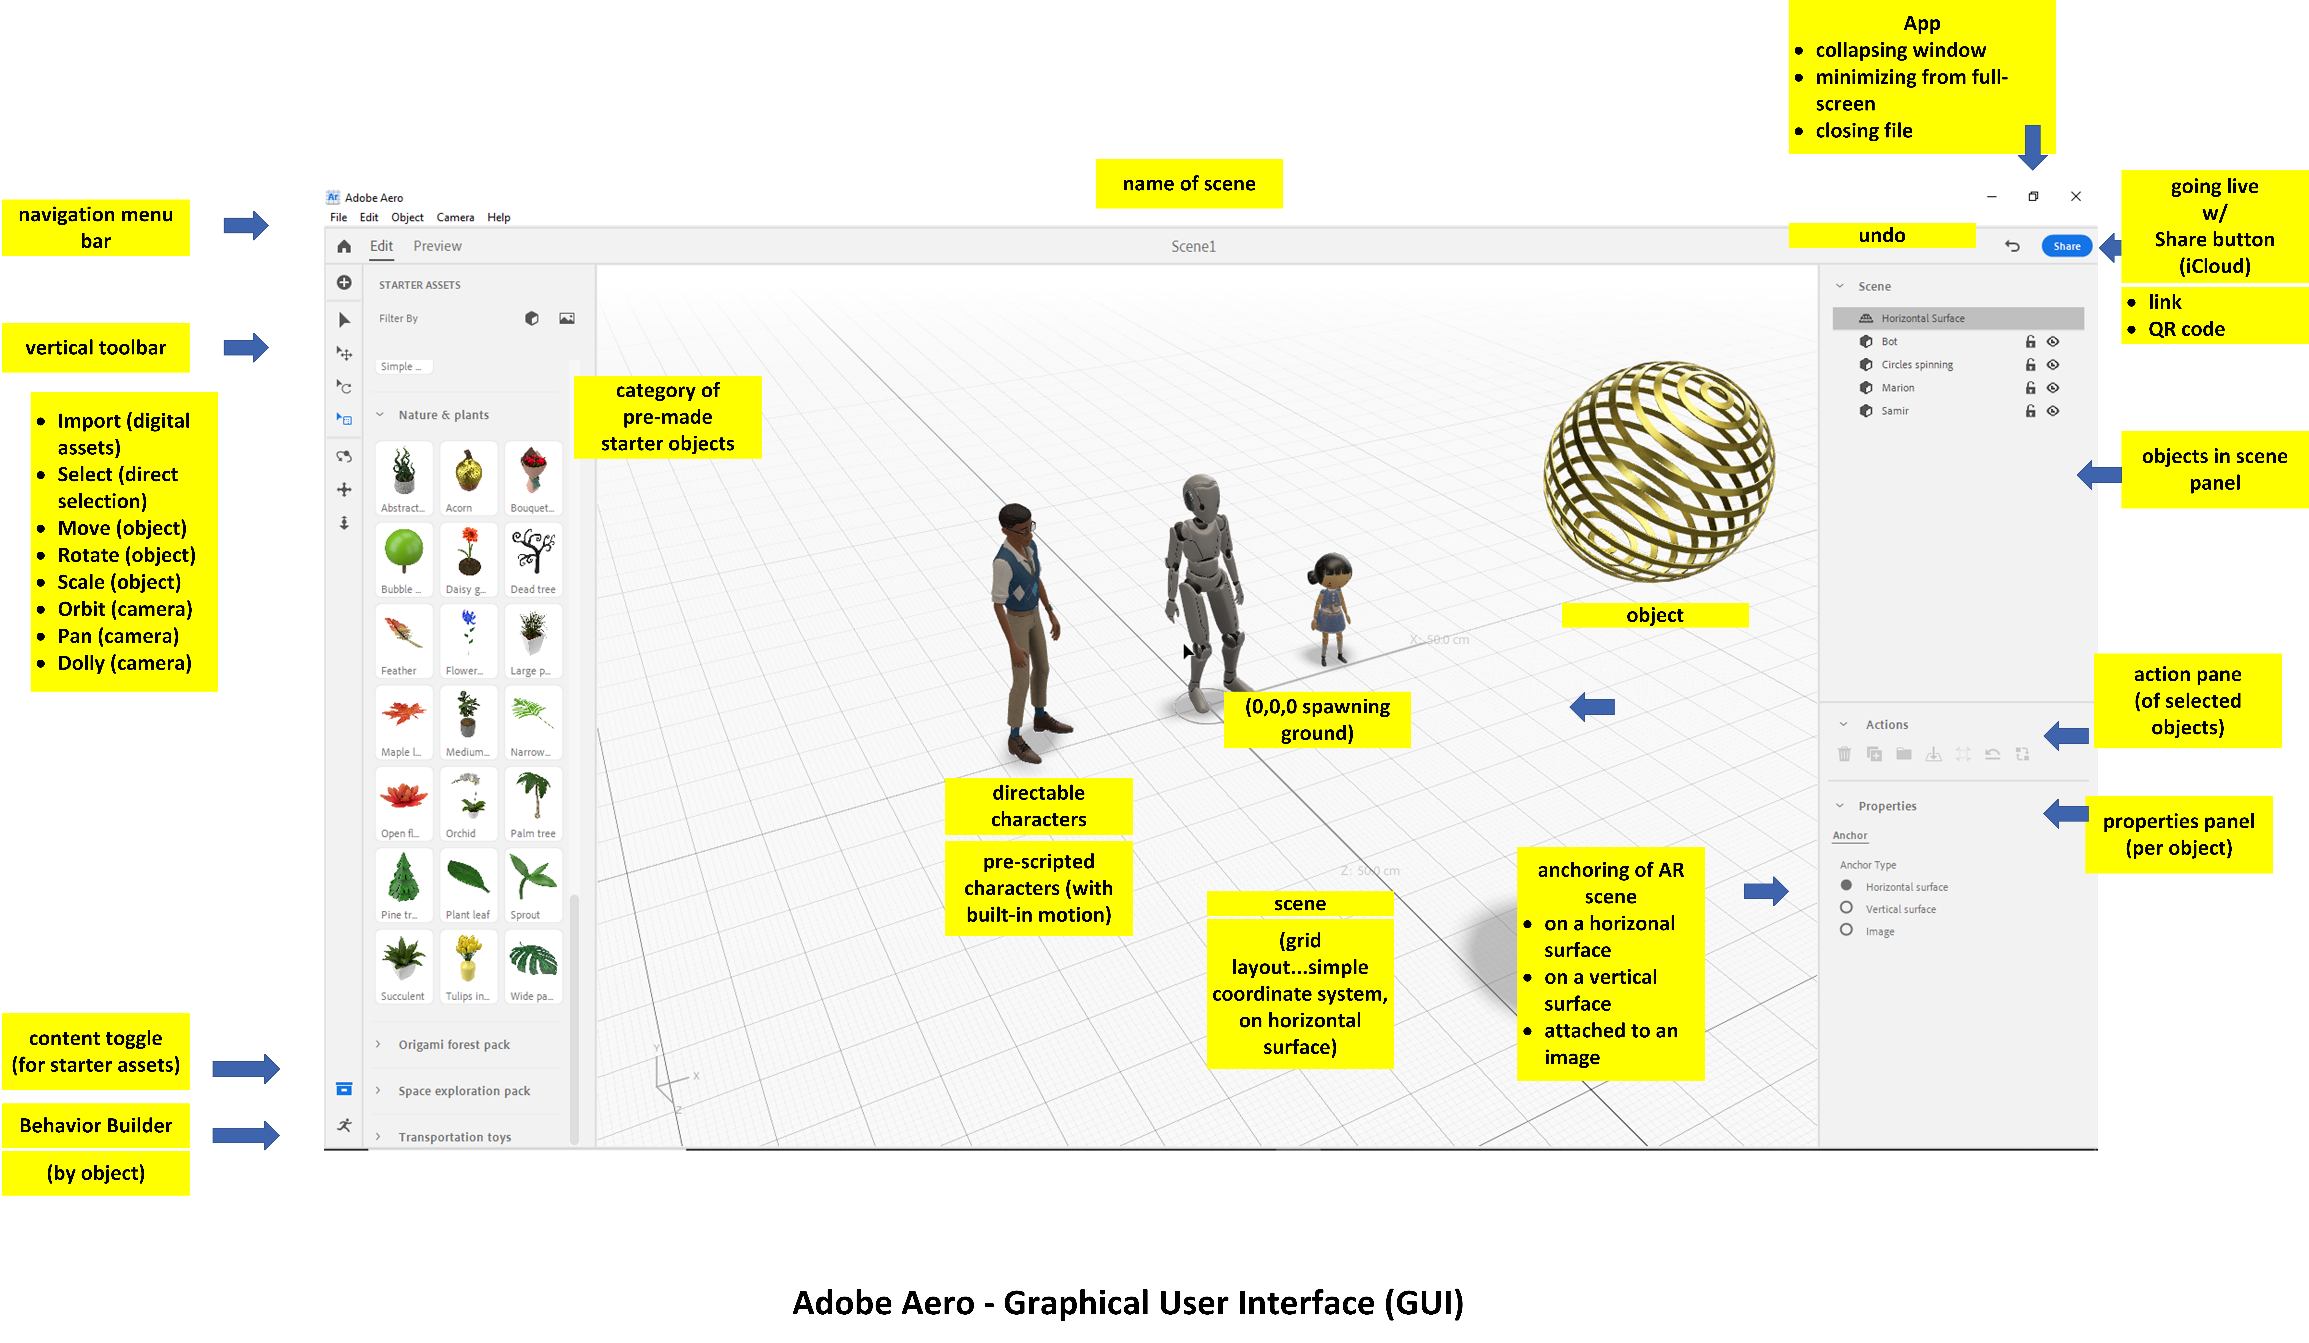 App
• collapsing window
• minimizing from full-
screen
• closing file
name of scene
navigation menu
bar
Adobe Aero
File Edit Object Camera Help
Edit Preview
Scene1
undo
Share
going live
w/
Share button
(iCloud)
• link
• QR code
vertical toolbar
• Import (digital
assets)
• Select (direct
selection)
• Move (object)
• Rotate (object)
• Scale (object)
• Orbit (camera)
• Pan (camera)
• Dolly (camera)
STARTER ASSETS
Filter By
Simple ...
Nature & plants
Abstract... Acorn Bouquet...
Bubble ... Daisy g... Dead tree
Feather Flower... Large p...
Maple l... Medium... Narrow...
Open fl... Orchid Palm tree
Pine tr... Plant leaf Sprout
Succulent Tulips in... Wide pa...
Origami forest pack
Space exploration pack
Transportation toys
category of
pre-made
starter objects
object
X: 50.0 cm
(0,0,0 spawning
ground)
directable
characters
pre-scripted
characters (with
built-in motion)
Z: 50.0 cm
scene
(grid
layout...simple
coordinate system,
on horizontal
surface)
anchoring of AR
scene
• on a horizonal
surface
• on a vertical
surface
• attached to an
image
Y
X
Z
Scene
Horizontal Surface
Bot
Circles spinning
Marion
Samir
objects in scene
panel
Actions
action pane
(of selected
objects)
Properties
Anchor
Anchor Type
Horizontal surface
Vertical surface
Image
properties panel
(per object)
content toggle
(for starter assets)
Behavior Builder
(by object)
Adobe Aero - Graphical User Interface (GUI)